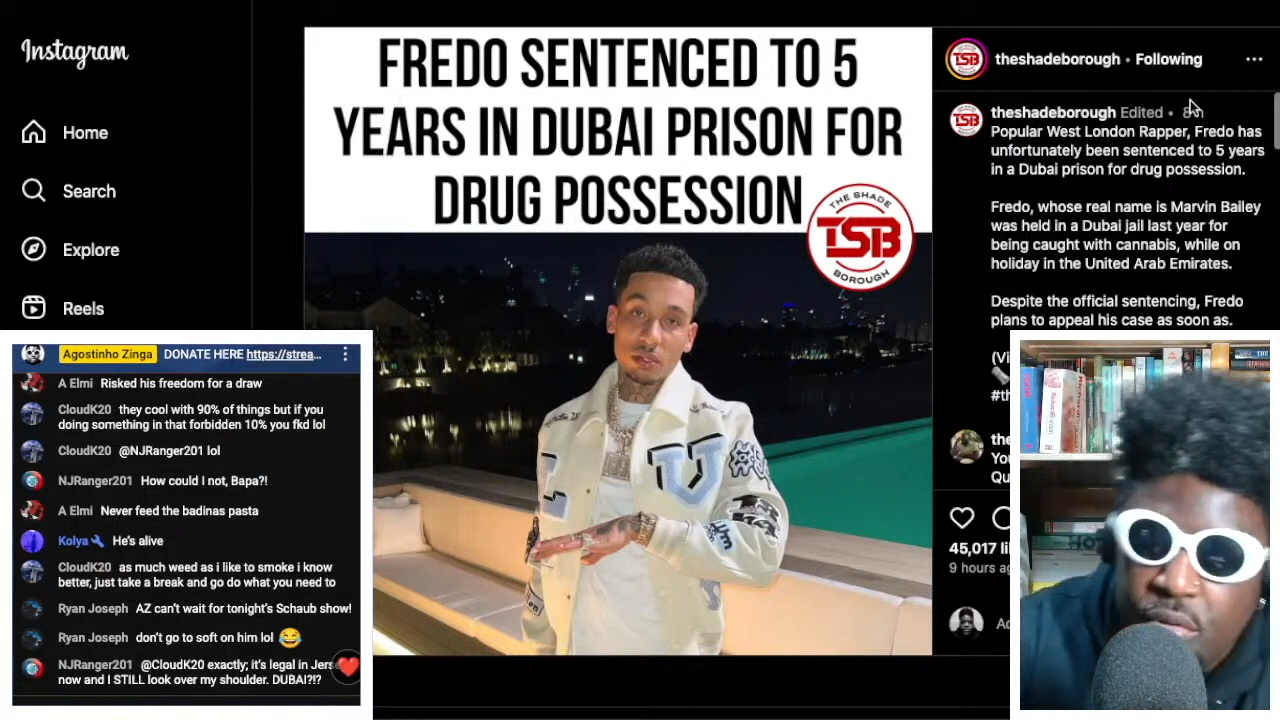 Instagram
Home
Search
Explore
Reels
FREDO SENTENCED TO 5
YEARS IN DUBAI PRISON FOR
DRUG POSSESSION
THE SHADE
TSB
BOROUGH
TSB
theshadeborough • Following
theshadeborough Edited •
Popular West London Rapper, Fredo has
unfortunately been sentenced to 5 years
in a Dubai prison for drug possession.
Fredo, whose real name is Marvin Bailey
was held in a Dubai jail last year for
being caught with cannabis, while on
holiday in the United Arab Emirates.
Despite the official sentencing, Fredo
plans to appeal his case as soon as.
45,017
9 hours
Agostinho Zinga DONATE HERE https://strea...
A Elmi Risked his freedom for a draw
CloudK20 they cool with 90% of things but if you
doing something in that forbidden 10% you fkd lol
CloudK20 @NJRanger201 lol
NJRanger201 How could I not, Bapa?!
A Elmi Never feed the badinas pasta
Kolya He's alive
CloudK20 as much weed as i like to smoke i know
better, just take a break and go do what you need to
Ryan Joseph AZ can't wait for tonight's Schaub show!
Ryan Joseph don't go to soft on him lol
NJRanger201 @CloudK20 exactly; it's legal in Jers
now and I STILL look over my shoulder. DUBAI?!?